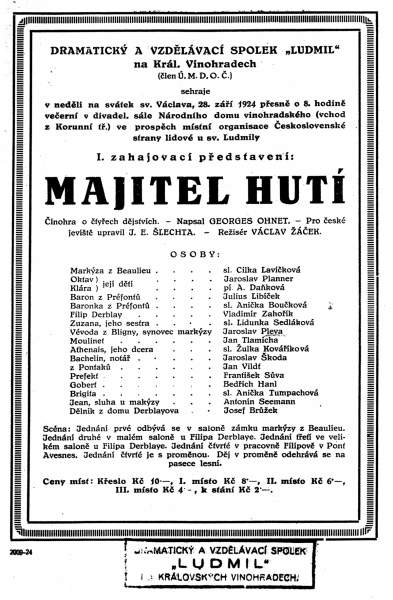 DRAMATICKÝ A VZDĚLÁVACÍ SPOLEK „LUDMIL"
na Král. Vinohradech
(člen Ú. M. D. O. Č.)
sehraje
v neděli na svátek sv. Václava, 28. září 1924 přesně o 8. hodině
večerní v divadel. sále Národního domu vinohradského (vchod
z Korunní tř.) ve prospěch místní organisace Československé
strany lidové u sv. Ludmily
I. zahajovací představení:
MAJITEL HUTÍ
Činohra o čtyřech dějstvích. – Napsal GEORGES OHNET. – Pro české
jeviště upravil J. E. ŠLECHTA. – Režisér VÁCLAV ŽÁČEK.
OSOBY:
Markýza z Beaulieu . . . . sl. Cilka Lavičková
Oktav ) její děti . . . . Jaroslav Planner
Klára ) . . . . pí. A. Daňková
Baron z Préfontů . . . . Julius Libíček
Baronka z Préfontů . . . . sl. Anička Boučková
Filip Derblay . . . . Vladimír Zahořík
Zuzana, jeho sestra . . . . sl. Lidunka Sedláková
Vévoda z Bligny, synovec markýzy Jaroslav Pleva
Moulinet . . . . Jan Tlamicha
Athenais, jeho dcera . . . . sl. Žulka Kovaříková
Bachelin, notář . . . . Jaroslav Škoda
z Pontaků . . . . Jan Vildt
Prefekt . . . . František Sůva
Gobert . . . . Bedřich Hanl
Brigita . . . . sl. Anička Tumpachová
Jean, sluha u makýzy . . . . Antonín Seemann
Dělník z domu Derblayova . . Josef Brůžek
Scéna: Jednání prvé odbývá se v saloně zámku markýzy z Beaulieu.
Jednání druhé v malém saloně u Filipa Derblaye. Jednání třetí ve veli-
kém saloně u Filipa Derblaye. Jednání čtvrté v pracovně Filipově v Pont
Avesnes. Jednání čtvrté je s proměnou. Děj v proměně odehrává se na
pasece lesní.
Ceny míst: Křeslo Kč 10·—, I. místo Kč 8·—, II. místo Kč 6·—,
III. místo Kč 4·-, k stání Kč 2·—.
2009-24
DRAMATICKÝ A VZDĚLÁVACÍ SPOLEK
„LUDMIL"
KRÁLOVSKÝCH VINOHRADECH